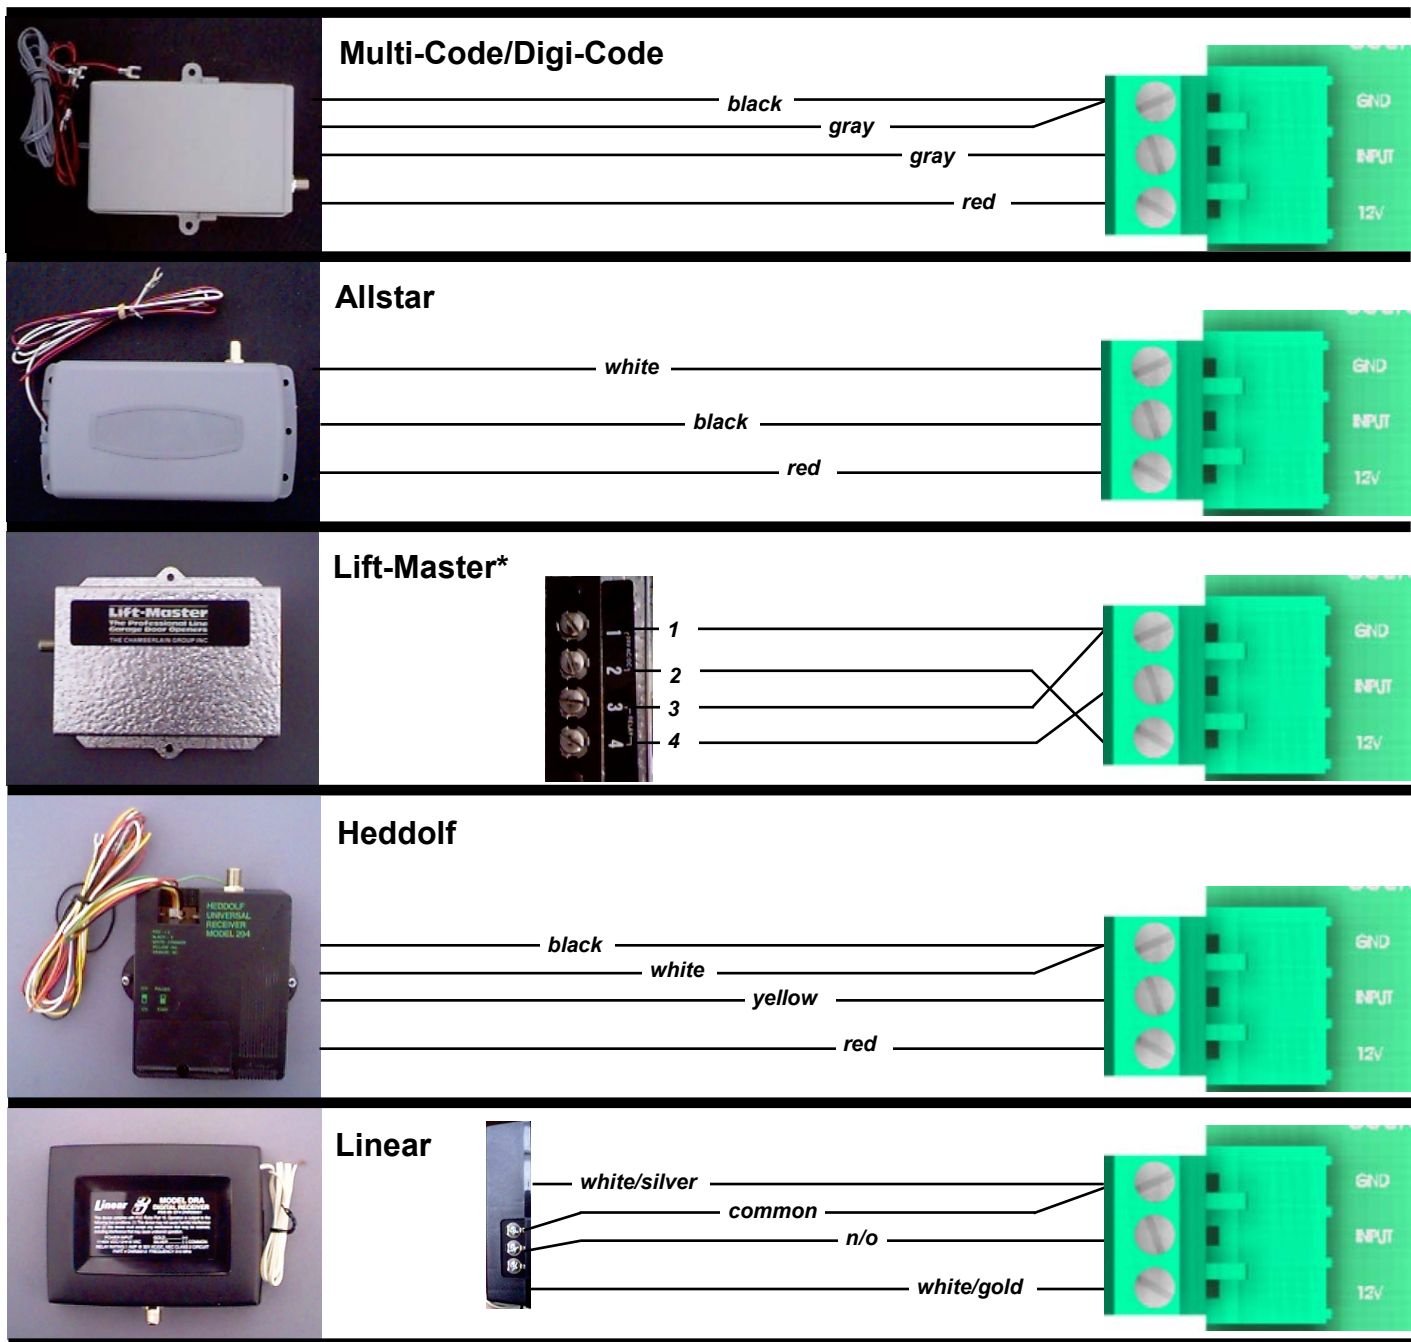 Multi-Code/Digi-Code
black
gray
gray
red
GND
INPUT
12V
Allstar
white
black
red
GND
INPUT
12V
Lift-Master*
Lift-Master
The Professional Line
Garage Door Openers
THE CHAMBERLAIN GROUP INC
1
2
3
4
1
2
3
4
GND
INPUT
12V
Heddolf
HEDDOLF
UNIVERSAL
RECEIVER
MODEL 294
black
white
yellow
red
GND
INPUT
12V
Linear
Linear
MODEL DRA
DIGITAL RECEIVER
white/silver
common
n/o
white/gold
GND
INPUT
12V